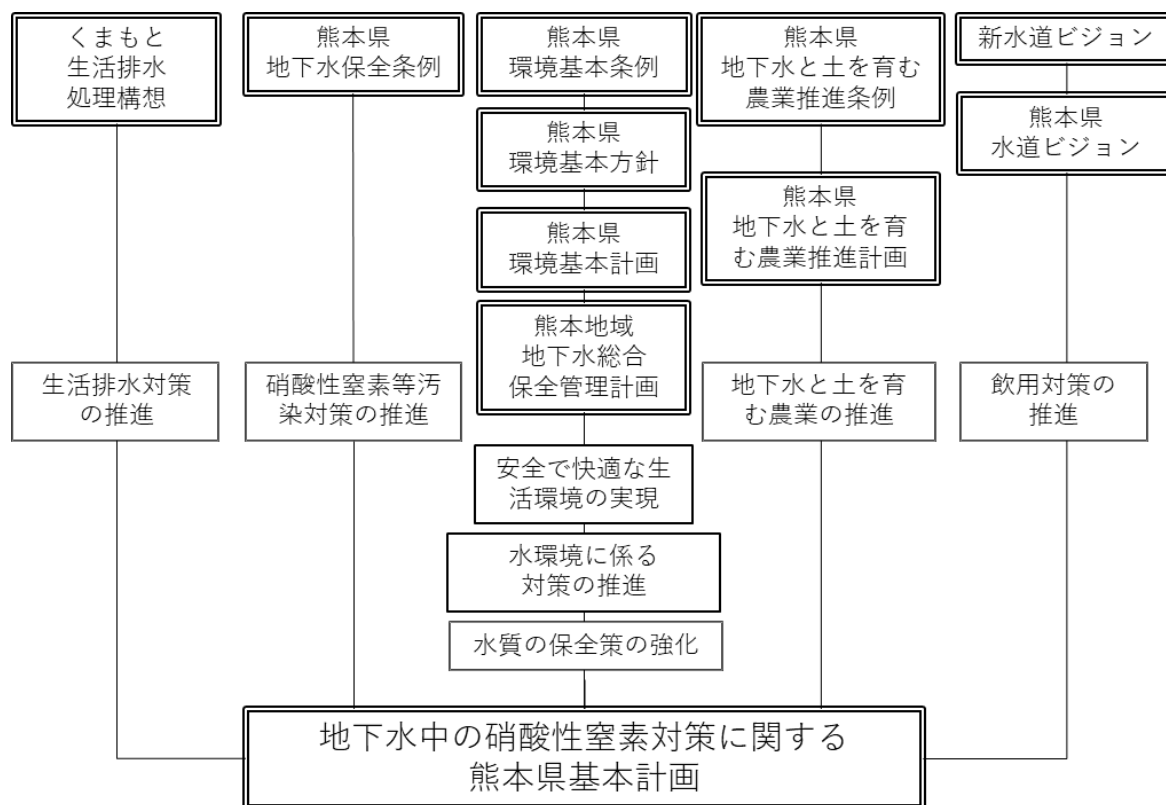 くまもと
生活排水
処理構想
熊本県
地下水保全条例
熊本県
環境基本条例
熊本県
地下水と土を育む
農業推進条例
新水道ビジョン
熊本県
環境基本方針
熊本県
水道ビジョン
熊本県
地下水と土を育
む農業推進計画
熊本県
環境基本計画
熊本地域
地下水総合
保全管理計画
生活排水対策
の推進
硝酸性窒素等汚
染対策の推進
地下水と土を育
む農業の推進
飲用対策の
推進
安全で快適な生
活環境の実現
水環境に係る
対策の推進
水質の保全策の強化
地下水中の硝酸性窒素対策に関する
熊本県基本計画